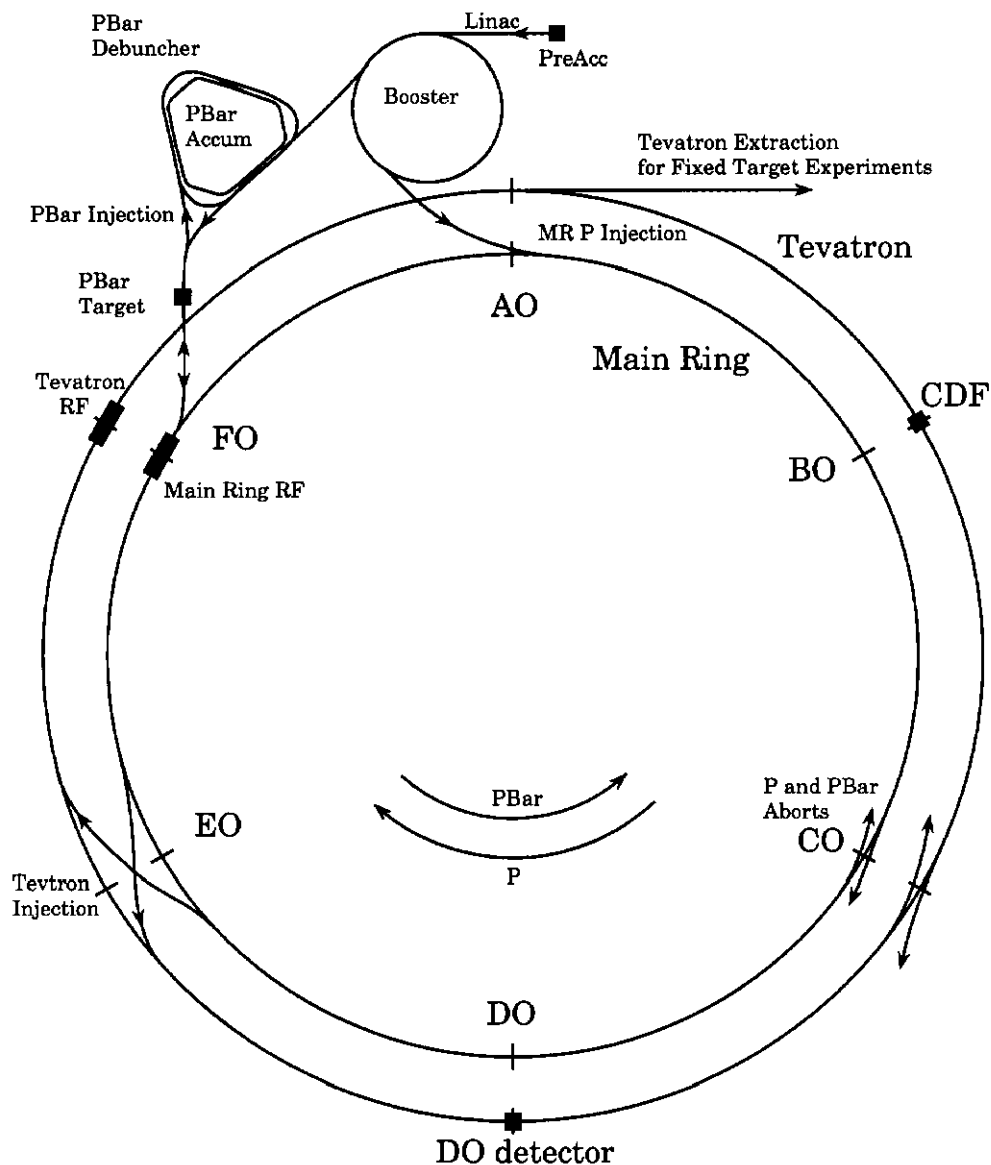 PBar
Debuncher
Linac
PreAcc
Booster
PBar
Accum
Tevatron Extraction
for Fixed Target Experiments
PBar Injection
MR P Injection
Tevatron
PBar
Target
AO
Main Ring
Tevatron
RF
CDF
FO
BO
Main Ring RF
PBar
P and PBar
Aborts
EO
CO
P
Tevtron
Injection
DO
DO detector